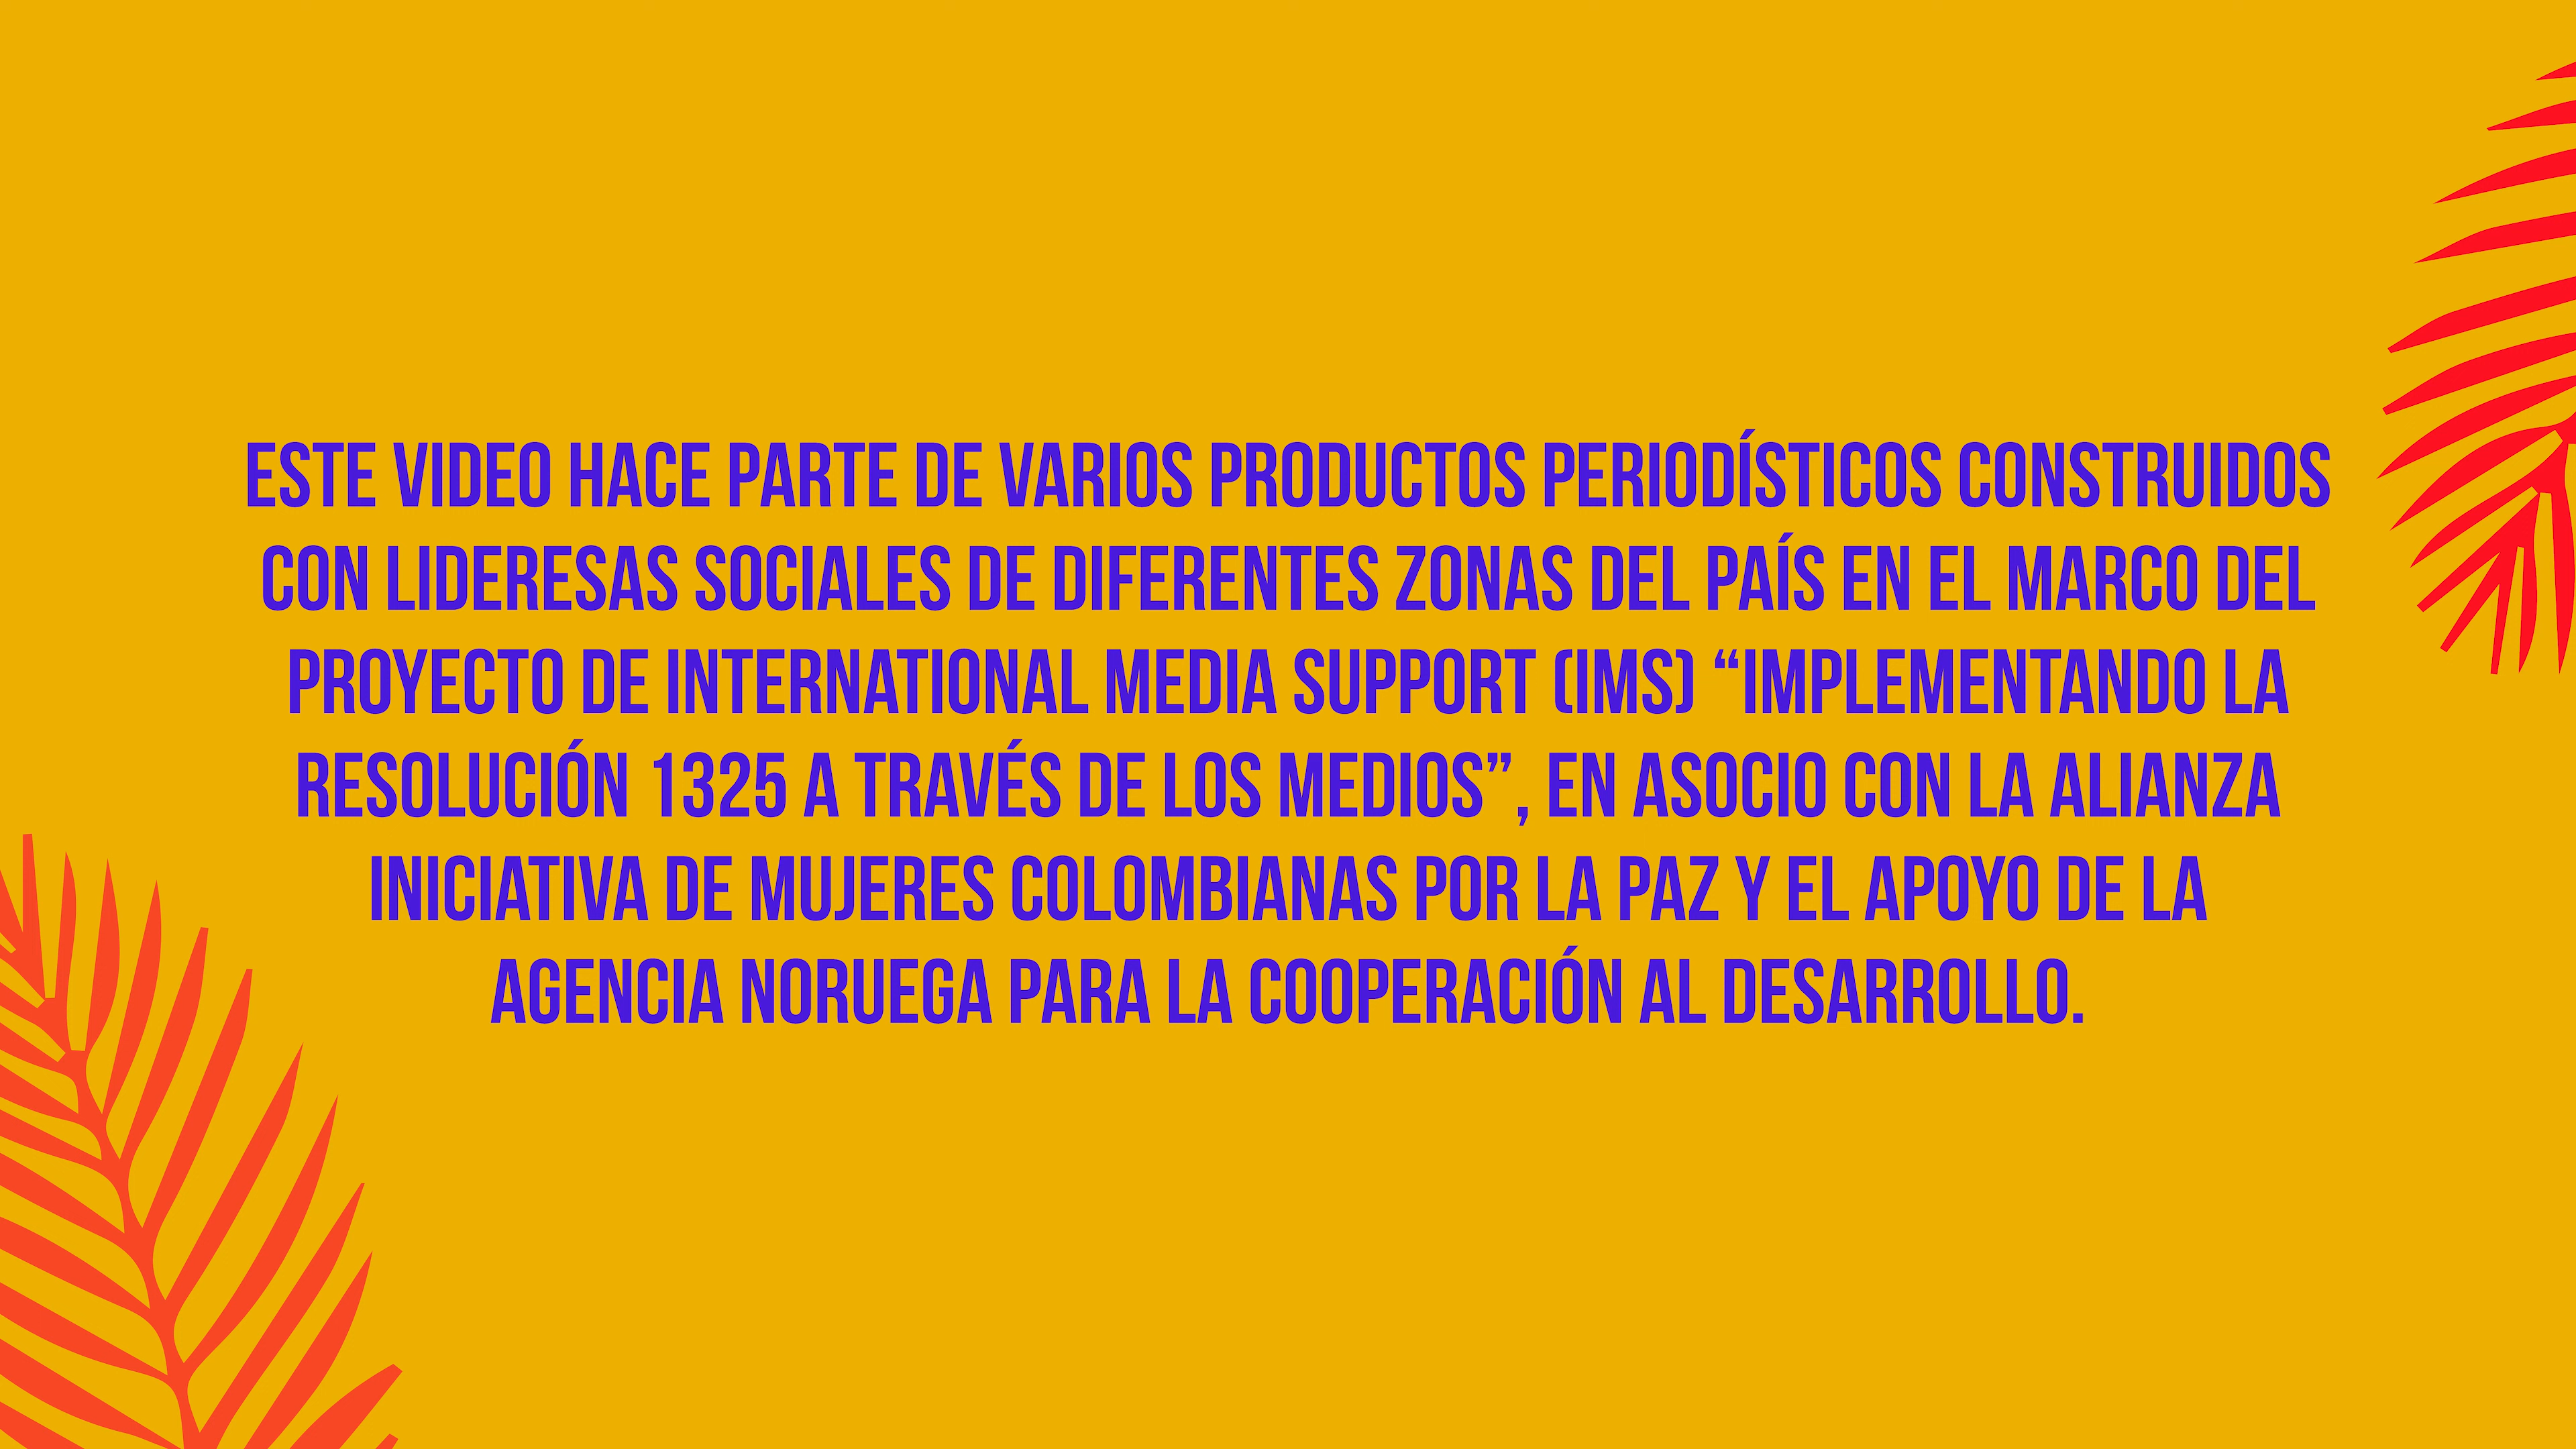 ESTE VIDEO HACE PARTE DE VARIOS PRODUCTOS PERIODÍSTICOS CONSTRUIDOS
CON LIDERESAS SOCIALES DE DIFERENTES ZONAS DEL PAÍS EN EL MARCO DEL
PROYECTO DE INTERNATIONAL MEDIA SUPPORT (IMS) “IMPLEMENTANDO LA
RESOLUCIÓN 1325 A TRAVÉS DE LOS MEDIOS”, EN ASOCIO CON LA ALIANZA
INICIATIVA DE MUJERES COLOMBIANAS POR LA PAZ Y EL APOYO DE LA
AGENCIA NORUEGA PARA LA COOPERACIÓN AL DESARROLLO.